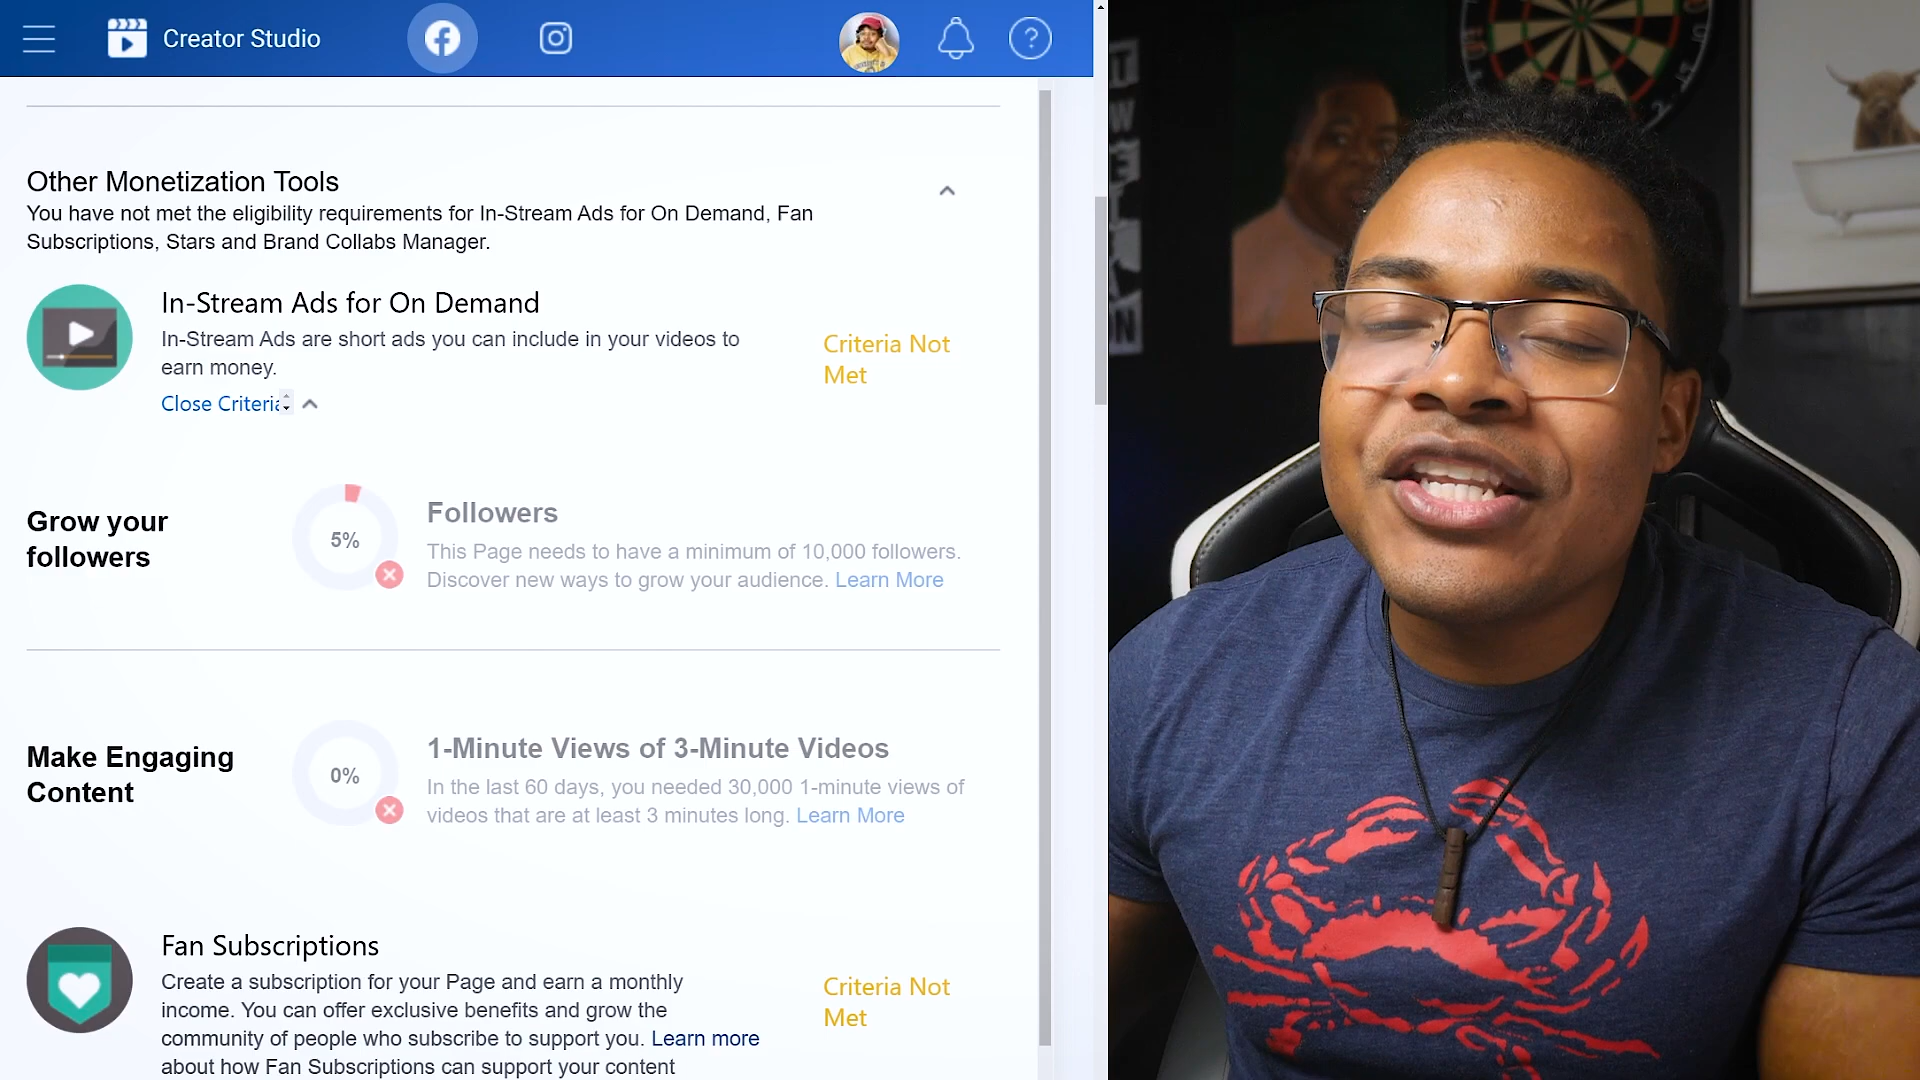 Creator Studio
Other Monetization Tools
You have not met the eligibility requirements for In-Stream Ads for On Demand, Fan
Subscriptions, Stars and Brand Collabs Manager.
In-Stream Ads for On Demand
In-Stream Ads are short ads you can include in your videos to
earn money.
Criteria Not
Met
Close Criteria
Grow your
followers
5%
Followers
This Page needs to have a minimum of 10,000 followers.
Discover new ways to grow your audience. Learn More
Make Engaging
Content
0%
1-Minute Views of 3-Minute Videos
In the last 60 days, you needed 30,000 1-minute views of
videos that are at least 3 minutes long. Learn More
Fan Subscriptions
Create a subscription for your Page and earn a monthly
income. You can offer exclusive benefits and grow the
community of people who subscribe to support you. Learn more
about how Fan Subscriptions can support your content
Criteria Not
Met